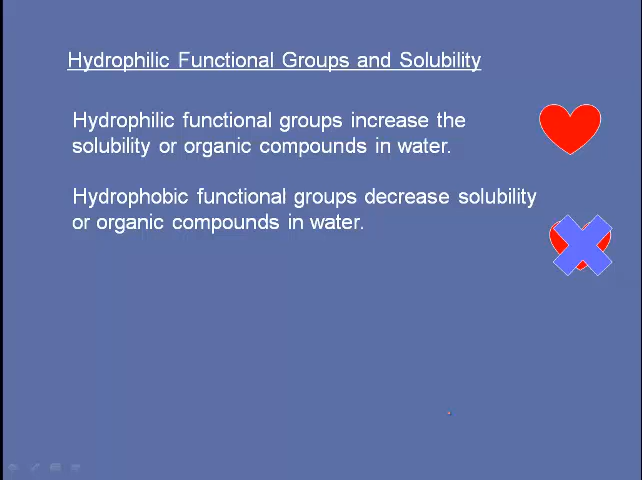 Hydrophilic Functional Groups and Solubility
Hydrophilic functional groups increase the
solubility or organic compounds in water.
Hydrophobic functional groups decrease solubility
or organic compounds in water.